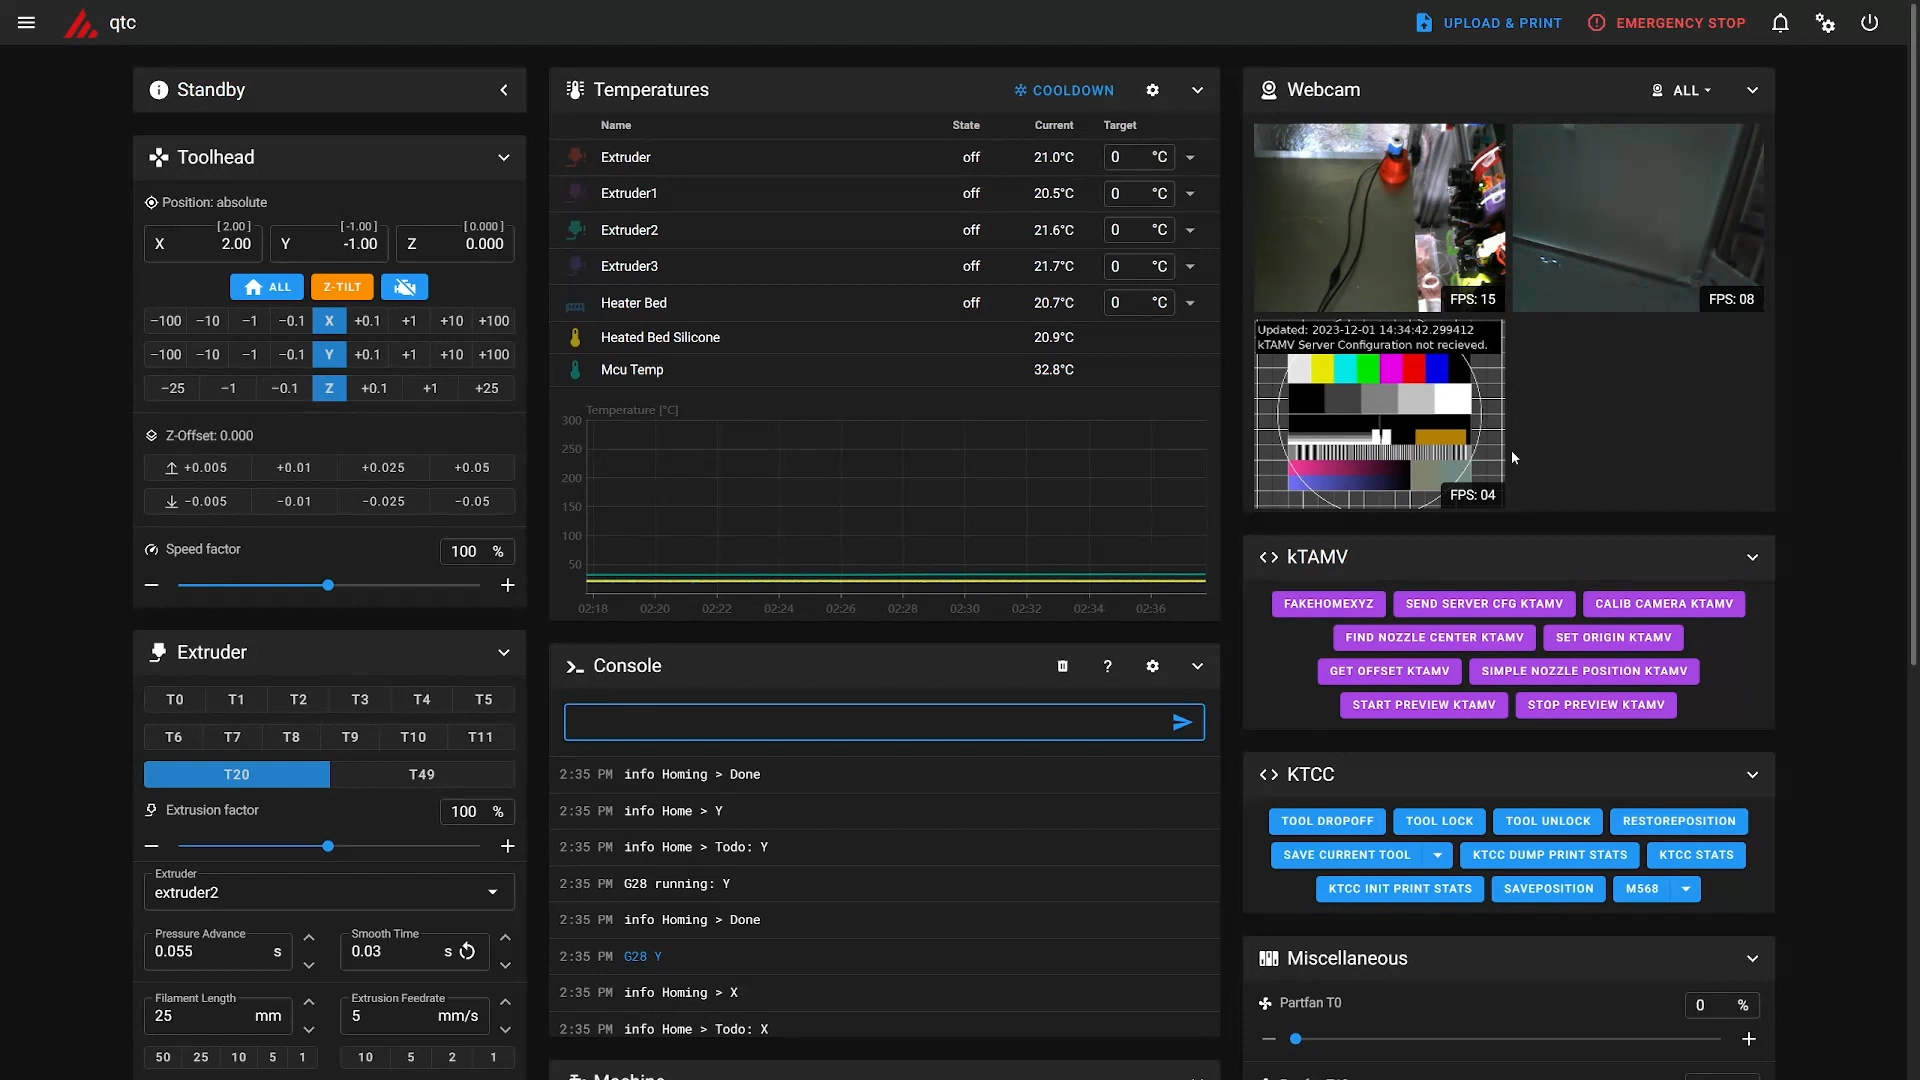 qtc
UPLOAD & PRINT
EMERGENCY STOP
Standby
Toolhead
Position: absolute
[ 2.00 ] [ -1.00 ] [ 0.000 ]
X 2.00 Y -1.00 Z 0.000
ALL Z-TILT
−100 −10 −1 −0.1 X +0.1 +1 +10 +100
−100 −10 −1 −0.1 Y +0.1 +1 +10 +100
−25 −1 −0.1 Z +0.1 +1 +25
Z-Offset: 0.000
+0.005 +0.01 +0.025 +0.05
−0.005 −0.01 −0.025 −0.05
Speed factor 100 %
Extruder
T0 T1 T2 T3 T4 T5
T6 T7 T8 T9 T10 T11
T20 T49
Extrusion factor 100 %
Extruder
extruder2
Pressure Advance Smooth Time
0.055 s 0.03 s
Filament Length Extrusion Feedrate
25 mm 5 mm/s
50 25 10 5 1 10 5 2 1
Temperatures COOLDOWN
Name State Current Target
Extruder off 21.0°C 0 °C
Extruder1 off 20.5°C 0 °C
Extruder2 off 21.6°C 0 °C
Extruder3 off 21.7°C 0 °C
Heater Bed off 20.7°C 0 °C
Heated Bed Silicone 20.9°C
Mcu Temp 32.8°C
Temperature [°C]
300
250
200
150
100
50
02:18 02:20 02:22 02:24 02:26 02:28 02:30 02:32 02:34 02:36
Console
2:35 PM info Homing > Done
2:35 PM info Home > Y
2:35 PM info Home > Todo: Y
2:35 PM G28 running: Y
2:35 PM info Homing > Done
2:35 PM G28 Y
2:35 PM info Homing > X
2:35 PM info Home > Todo: X
Machine
Webcam ALL
FPS: 15
FPS: 08
Updated: 2023-12-01 14:34:42.299412
kTAMV Server Configuration not recieved.
FPS: 04
kTAMV
FAKEHOMEXYZ SEND SERVER CFG KTAMV CALIB CAMERA KTAMV
FIND NOZZLE CENTER KTAMV SET ORIGIN KTAMV
GET OFFSET KTAMV SIMPLE NOZZLE POSITION KTAMV
START PREVIEW KTAMV STOP PREVIEW KTAMV
KTCC
TOOL DROPOFF TOOL LOCK TOOL UNLOCK RESTOREPOSITION
SAVE CURRENT TOOL KTCC DUMP PRINT STATS KTCC STATS
KTCC INIT PRINT STATS SAVEPOSITION M568
Miscellaneous
Partfan T0 0 %